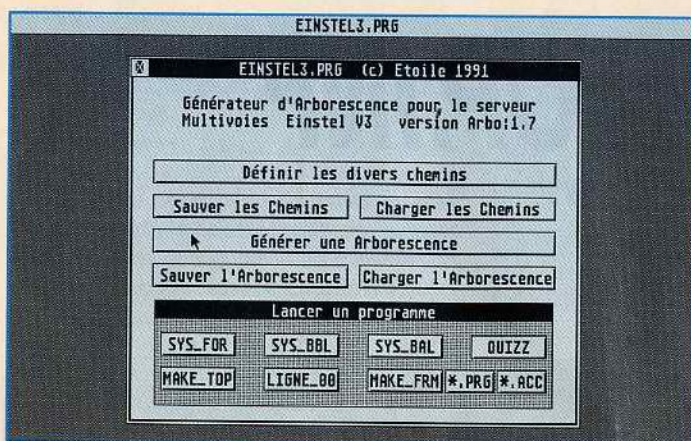 EINSTEL3.PRG
EINSTEL3.PRG (c) Etoile 1991
Générateur d'Arborescence pour le serveur
Multivoies Einstel V3 version Arbo:1.7
Définir les divers chemins
Sauver les Chemins Charger les Chemins
Générer une Arborescence
Sauver l'Arborescence Charger l'Arborescence
Lancer un programme
SYS_FOR SYS_BBL SYS_BAL QUIZZ
MAKE_TOP LIGNE_00 MAKE_FRM *.PRG *.ACC